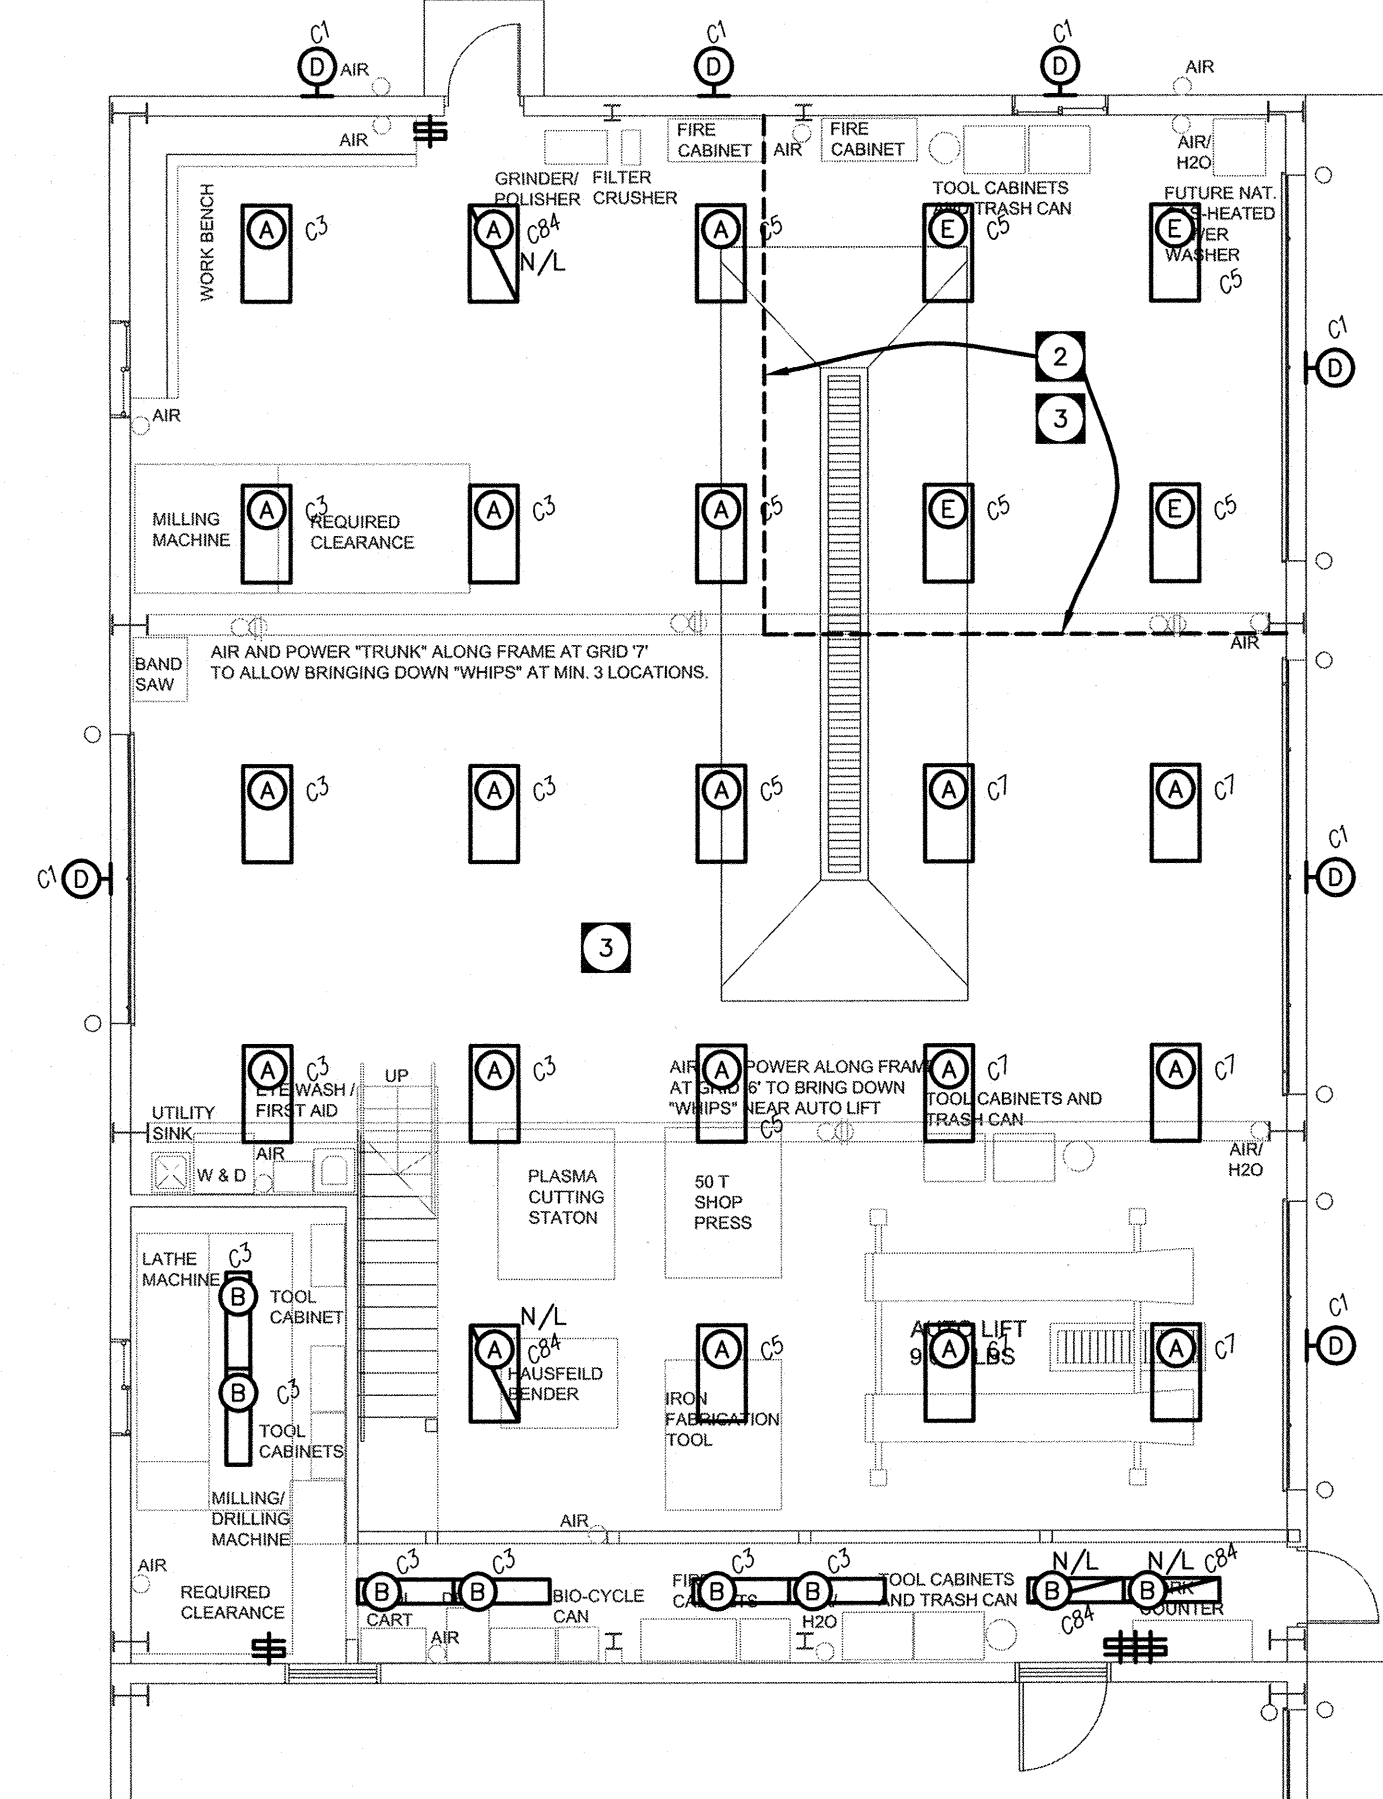 C1
C1
C1
D
D
D
AIR
AIR
AIR
FIRE
CABINET
AIR
FIRE
CABINET
AIR/
H2O
GRINDER/
POLISHER
FILTER
CRUSHER
TOOL CABINETS
AND TRASH CAN
FUTURE NAT.
GAS-HEATED
WASHER
WORK BENCH
A
C3
A
C84
N/L
A
C5
E
C5
E
C5
2
3
C1
D
AIR
MILLING
MACHINE
A
C3
REQUIRED
CLEARANCE
A
C3
A
C5
E
C5
E
C5
AIR
BAND
SAW
AIR AND POWER "TRUNK" ALONG FRAME AT GRID '7'
TO ALLOW BRINGING DOWN "WHIPS" AT MIN. 3 LOCATIONS.
A
C3
A
C3
A
C5
A
C7
A
C7
C1
D
C1
D
3
A
C3
EYE WASH /
FIRST AID
UP
A
C3
AIR POWER ALONG FRAME
AT GRID '6' TO BRING DOWN
"WHIPS" NEAR AUTO LIFT
A
C5
A
C7
TOOL CABINETS AND
TRASH CAN
A
C7
UTILITY
SINK
AIR
W & D
AIR/
H2O
PLASMA
CUTTING
STATON
50 T
SHOP
PRESS
LATHE
MACHINE
C3
B
TOOL
CABINET
B
C3
TOOL
CABINETS
N/L
A
C84
HAUSFEILD
BENDER
A
C5
IRON
FABRICATION
TOOL
AUTO LIFT
A
C7
LBS
A
C7
C1
D
MILLING/
DRILLING
MACHINE
AIR
AIR
REQUIRED
CLEARANCE
C3
B
C3
B
CART
AIR
BIO-CYCLE
CAN
C3
B
C3
B
H2O
TOOL CABINETS
AND TRASH CAN
N/L
B
C84
N/L
B
C84
COUNTER